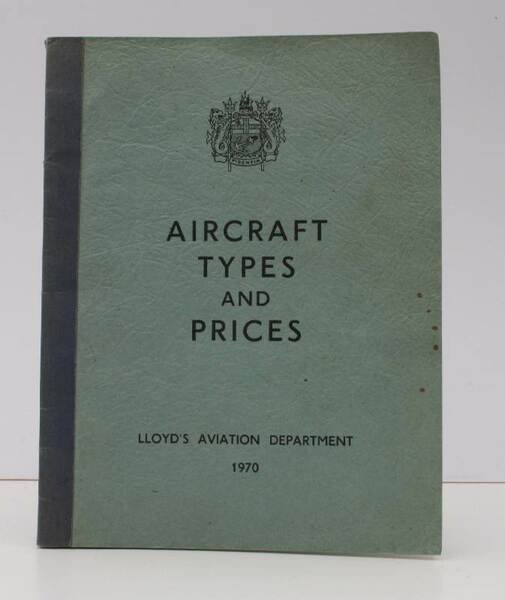 AIRCRAFT
TYPES
AND
PRICES
LLOYD'S AVIATION DEPARTMENT
1970